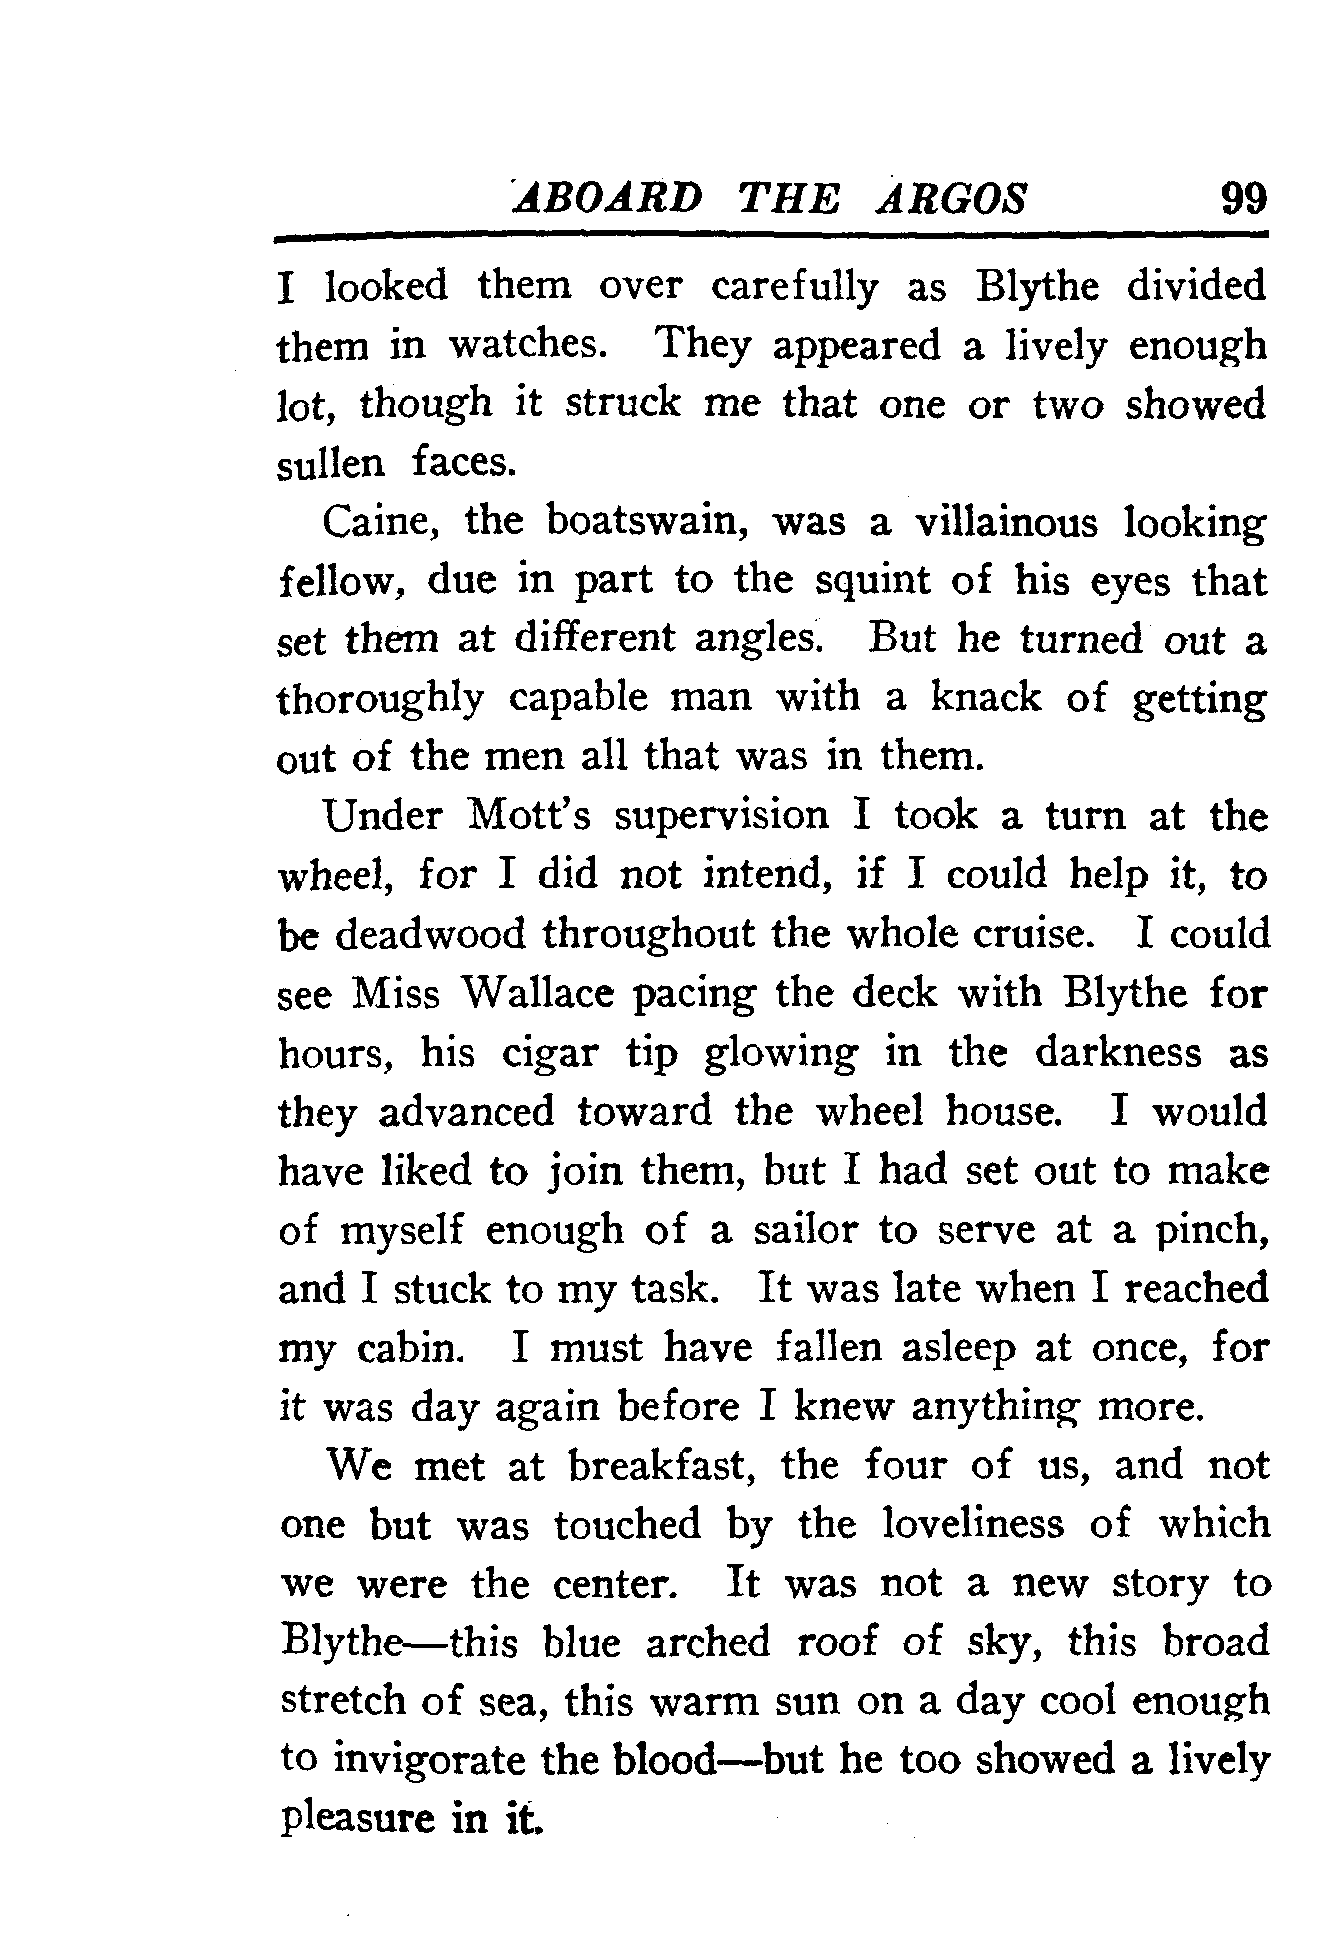 ABOARD THE ARGOS 99
I looked them over carefully as Blythe divided
them in watches. They appeared a lively enough
lot, though it struck me that one or two showed
sullen faces.
Caine, the boatswain, was a villainous looking
fellow, due in part to the squint of his eyes that
set them at different angles. But he turned out a
thoroughly capable man with a knack of getting
out of the men all that was in them.
Under Mott's supervision I took a turn at the
wheel, for I did not intend, if I could help it, to
be deadwood throughout the whole cruise. I could
see Miss Wallace pacing the deck with Blythe for
hours, his cigar tip glowing in the darkness as
they advanced toward the wheel house. I would
have liked to join them, but I had set out to make
of myself enough of a sailor to serve at a pinch,
and I stuck to my task. It was late when I reached
my cabin. I must have fallen asleep at once, for
it was day again before I knew anything more.
We met at breakfast, the four of us, and not
one but was touched by the loveliness of which
we were the center. It was not a new story to
Blythe—this blue arched roof of sky, this broad
stretch of sea, this warm sun on a day cool enough
to invigorate the blood—but he too showed a lively
pleasure in it.